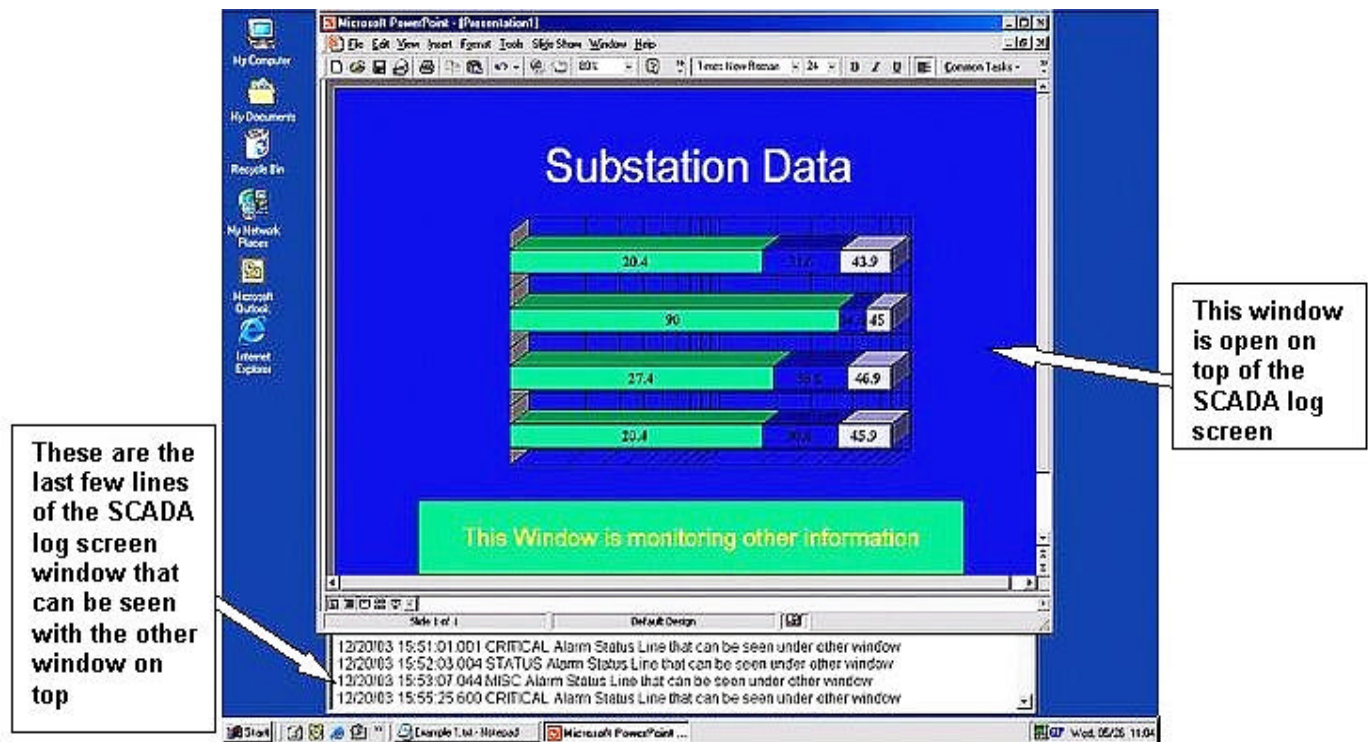 My Computer
My Documents
Recycle Bin
My Network
Places
Microsoft
Outlook
Internet
Explorer
Microsoft PowerPoint - [Presentation1]
File Edit View Insert Format Tools Slide Show Window Help
80% Times New Roman 24 B I U Common Tasks
Substation Data
20.4 43.9
90 45
27.4 46.9
20.4 45.9
This Window is monitoring other information
Slide 1 of 1 Default Design
12/20/03 15:51:01.001 CRITICAL Alarm Status Line that can be seen under other window
12/20/03 15:52:03.004 STATUS Alarm Status Line that can be seen under other window
12/20/03 15:53:07.044 MISC Alarm Status Line that can be seen under other window
12/20/03 15:55:25.600 CRITICAL Alarm Status Line that can be seen under other window
Start Example 1.txt - Notepad Microsoft PowerPoint ... Wed, 05/26 11:04
This window
is open on
top of the
SCADA log
screen
These are the
last few lines
of the SCADA
log screen
window that
can be seen
with the other
window on
top